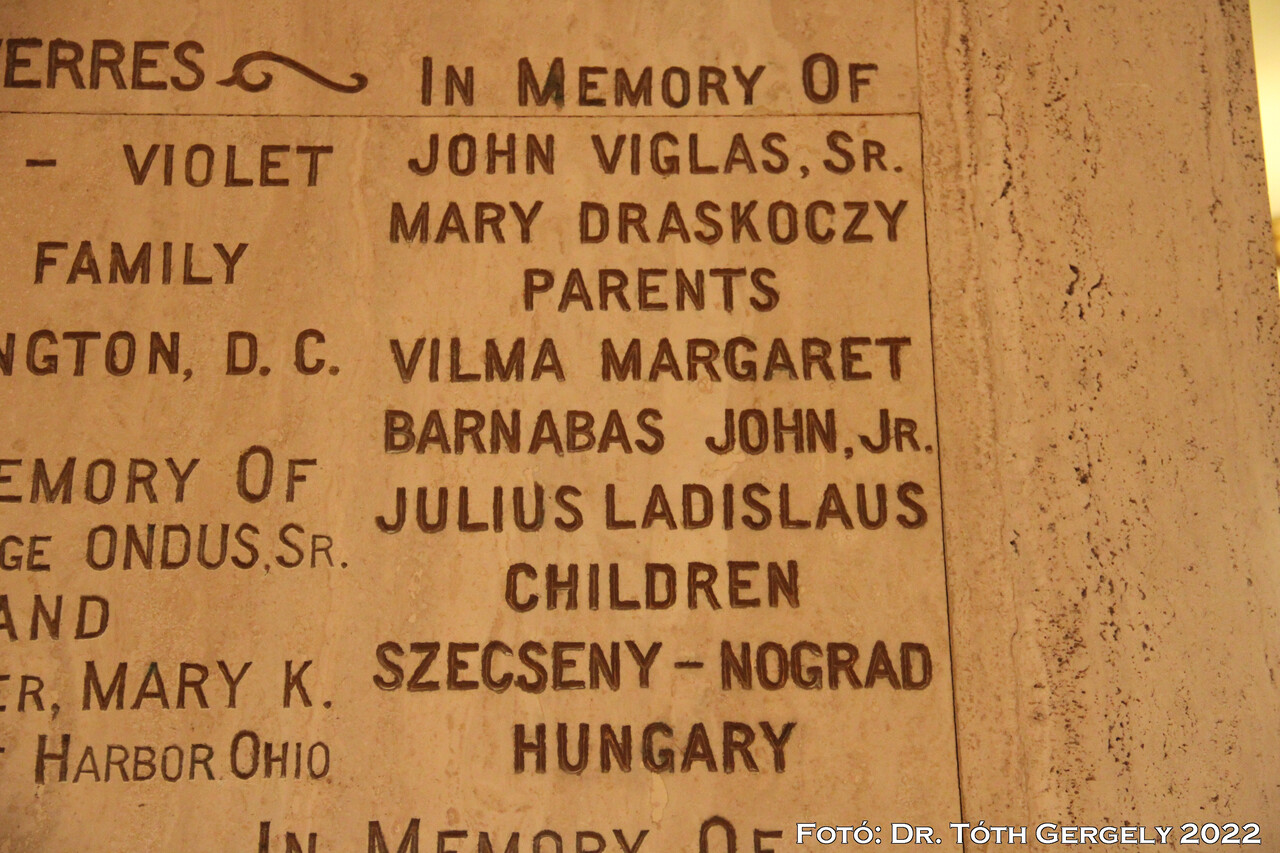 VERRES
– VIOLET
FAMILY
NGTON, D. C.
EMORY OF
GE ONDUS, SR.
AND
ER, MARY K.
HARBOR OHIO
IN MEMORY OF
JOHN VIGLAS, SR.
MARY DRASKOCZY
PARENTS
VILMA MARGARET
BARNABAS JOHN, JR.
JULIUS LADISLAUS
CHILDREN
SZECSENY – NOGRAD
HUNGARY
IN MEMORY OF
FOTÓ: DR. TÓTH GERGELY 2022